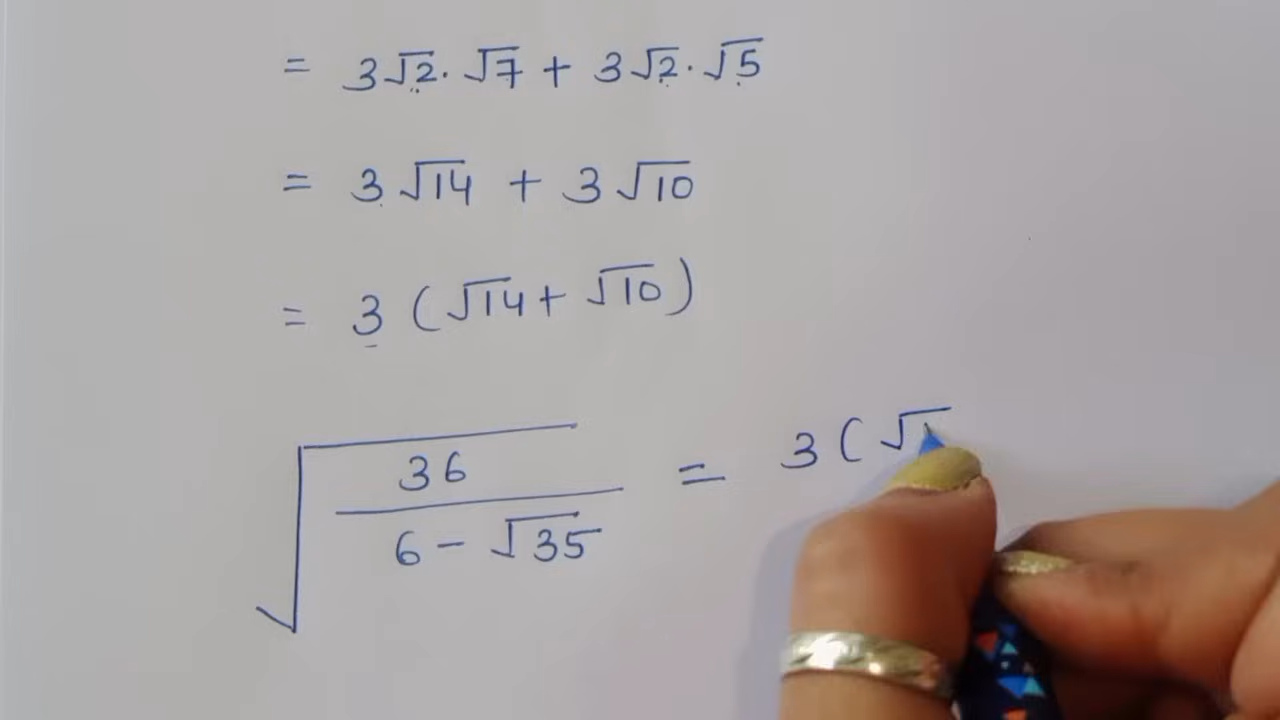 = 3√2·√7 + 3√2·√5
= 3√14 + 3√10
= 3(√14+√10)
√(36/(6-√35)) = 3(√